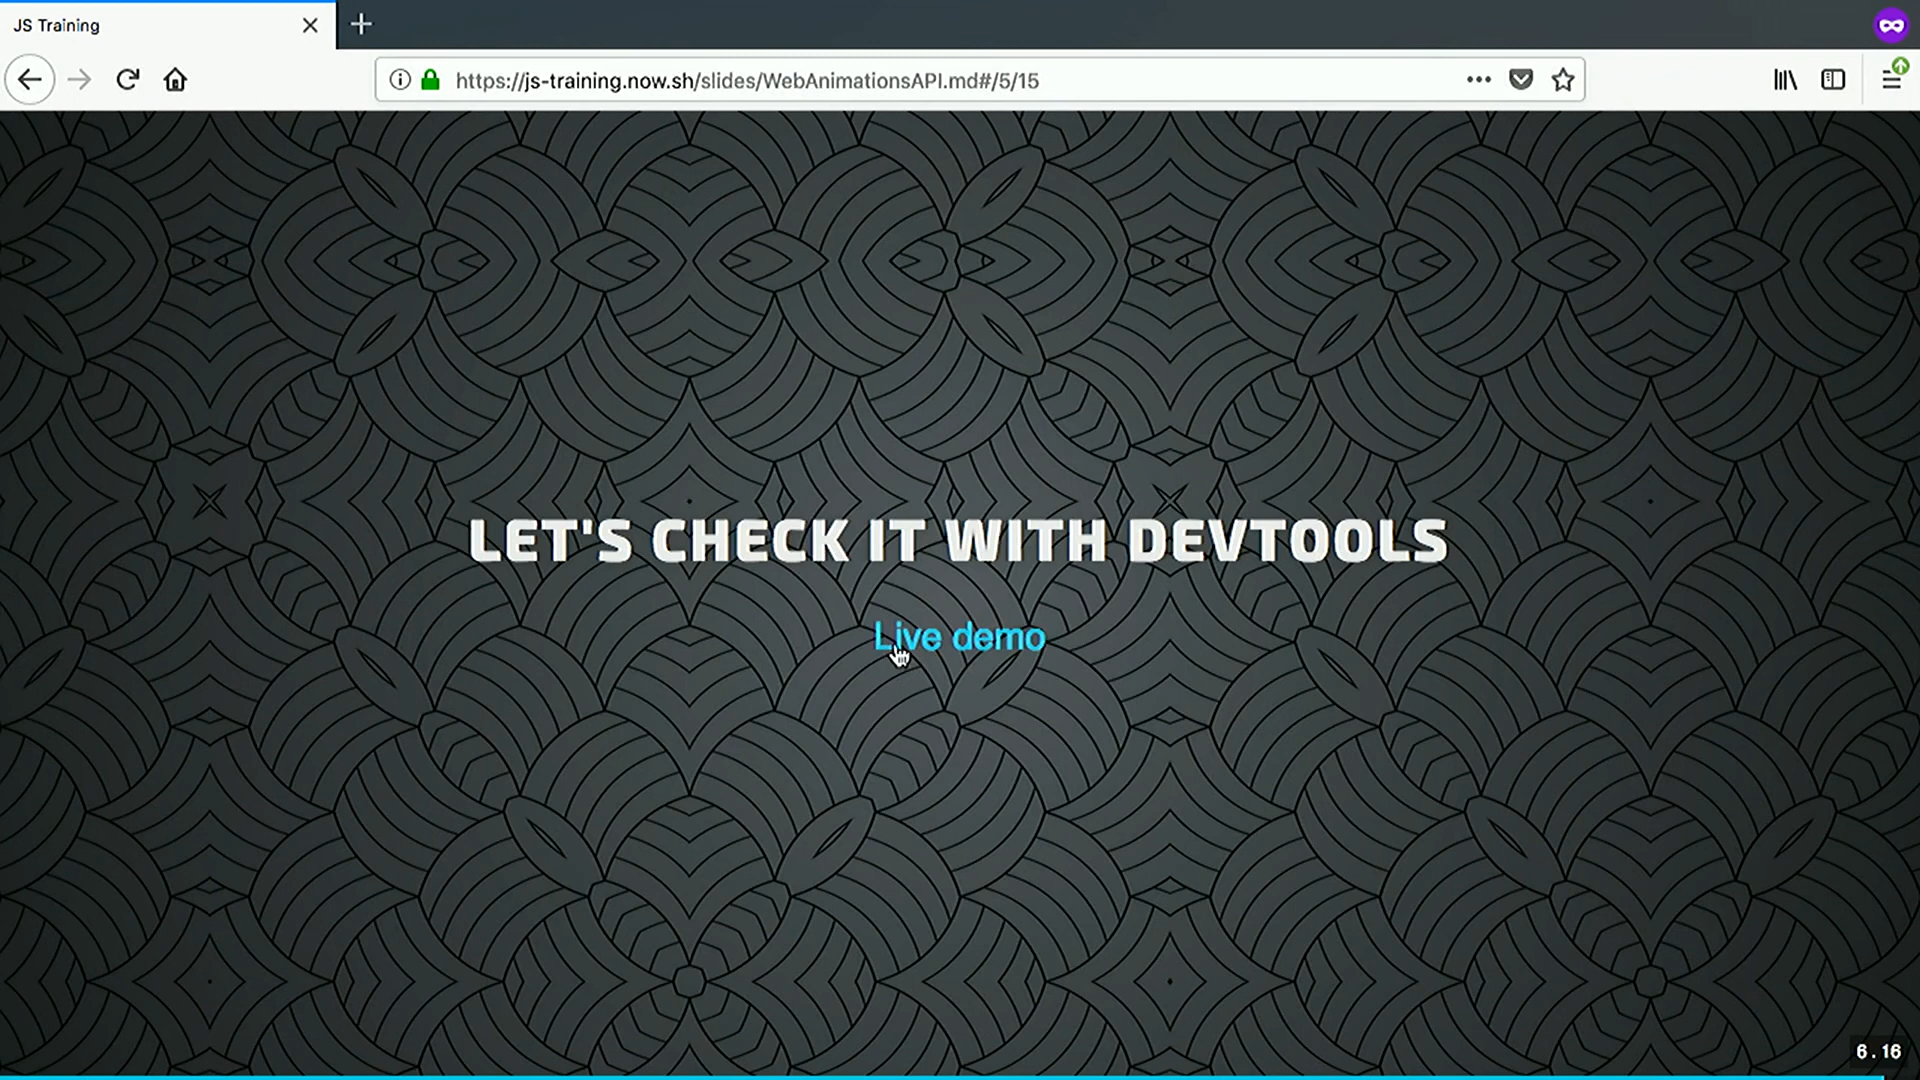 JS Training
https://js-training.now.sh/slides/WebAnimationsAPI.md#/5/15
LET'S CHECK IT WITH DEVTOOLS
Live demo
6.16